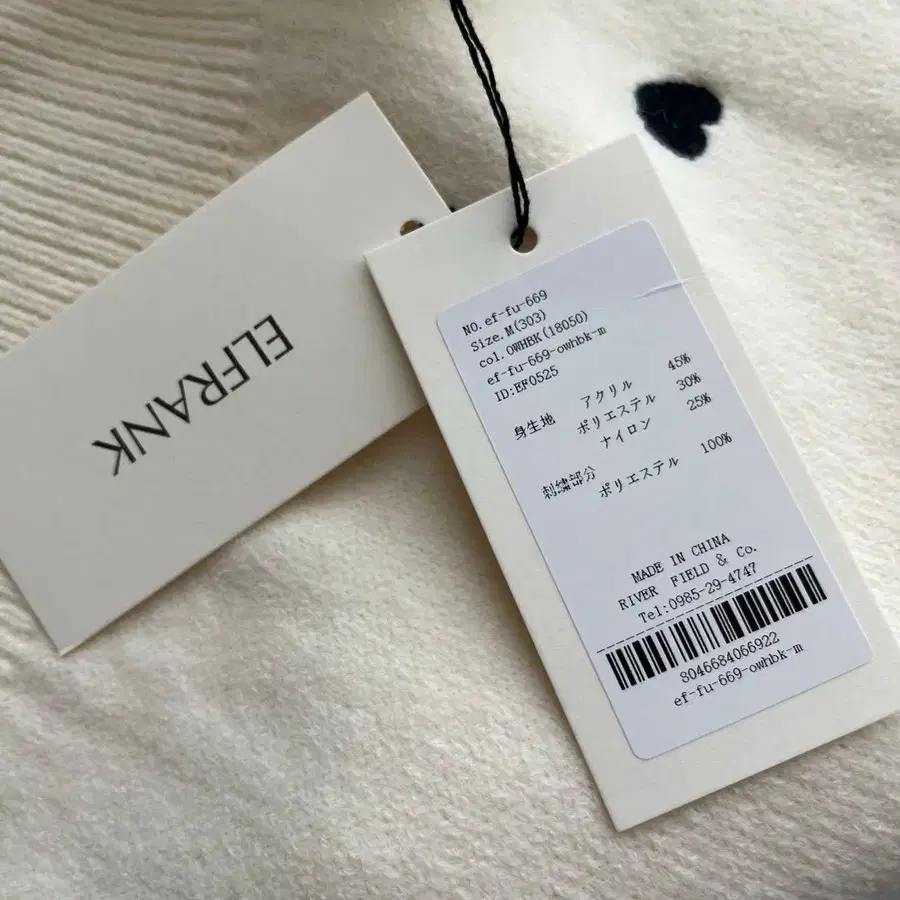 ELFRANK
NO.ef-fu-669
Size.M(303)
col.OWHBK(18050)
ef-fu-669-owhbk-m
ID:EF0525
身生地 アクリル 45%
ポリエステル 30%
ナイロン 25%
刺繍部分
ポリエステル 100%
MADE IN CHINA
RIVER FIELD & Co.
Tel:0985-29-4747
8046684066922
ef-fu-669-owhbk-m